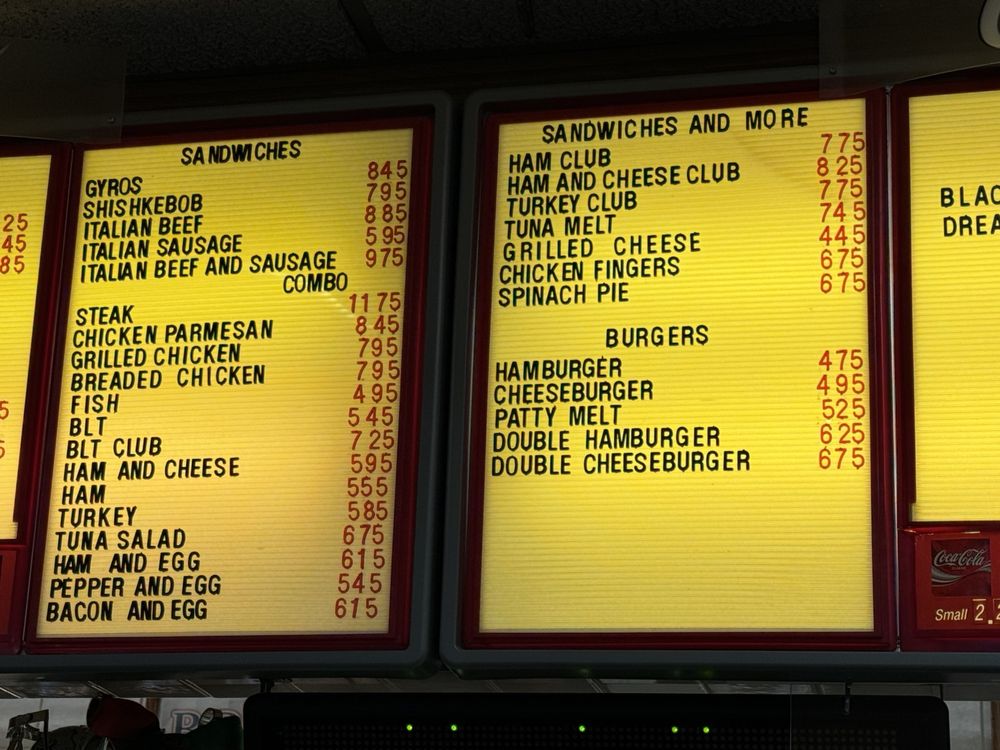 25
45
85
5
5
SANDWICHES
GYROS 845
SHISHKEBOB 795
ITALIAN BEEF 885
ITALIAN SAUSAGE 595
ITALIAN BEEF AND SAUSAGE 975
COMBO
STEAK 1175
CHICKEN PARMESAN 845
GRILLED CHICKEN 795
BREADED CHICKEN 795
FISH 495
BLT 545
BLT CLUB 725
HAM AND CHEESE 595
HAM 555
TURKEY 585
TUNA SALAD 675
HAM AND EGG 615
PEPPER AND EGG 545
BACON AND EGG 615
SANDWICHES AND MORE
HAM CLUB 775
HAM AND CHEESE CLUB 825
TURKEY CLUB 775
TUNA MELT 745
GRILLED CHEESE 445
CHICKEN FINGERS 675
SPINACH PIE 675
BURGERS
HAMBURGER 475
CHEESEBURGER 495
PATTY MELT 525
DOUBLE HAMBURGER 625
DOUBLE CHEESEBURGER 675
BLAC
DREA
Coca-Cola
Small 2.